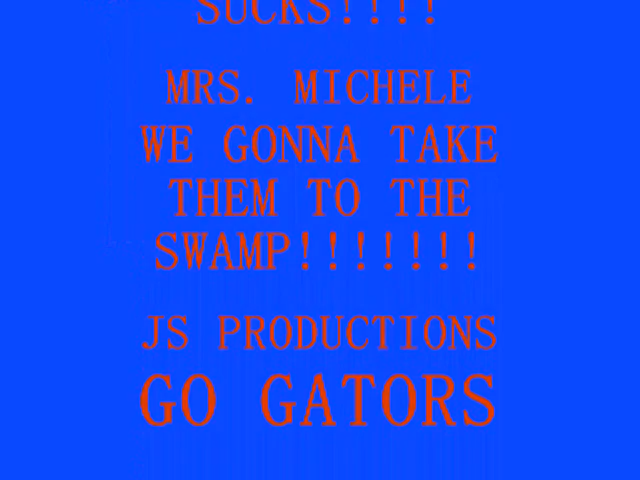 SUCKS!!!!
MRS. MICHELE
WE GONNA TAKE
THEM TO THE
SWAMP!!!!!!!
JS PRODUCTIONS
GO GATORS